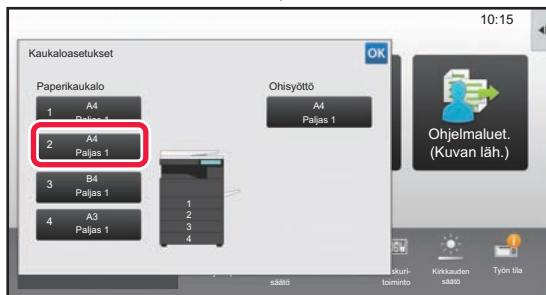 10:15
Kaukaloasetukset
OK
Paperikaukalo
Ohisyöttö
1 A4
Paljas 1
A4
Paljas 1
2 A4
Paljas 1
3 B4
Paljas 1
4 A3
Paljas 1
1
2
3
4
Ohjelmaluet.
(Kuvan läh.)
säätö
skuri-
toiminto
Kirkkauden
säätö
Työn tila